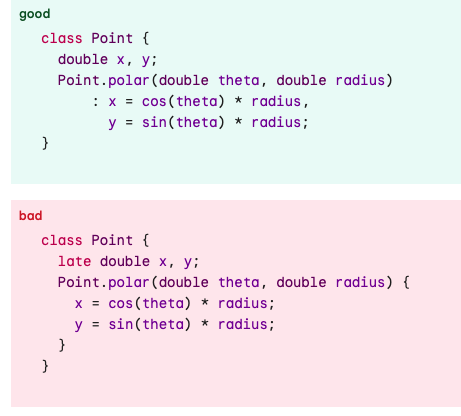 good
class Point {
  double x, y;
  Point.polar(double theta, double radius)
      : x = cos(theta) * radius,
        y = sin(theta) * radius;
}
bad
class Point {
  late double x, y;
  Point.polar(double theta, double radius) {
    x = cos(theta) * radius;
    y = sin(theta) * radius;
  }
}